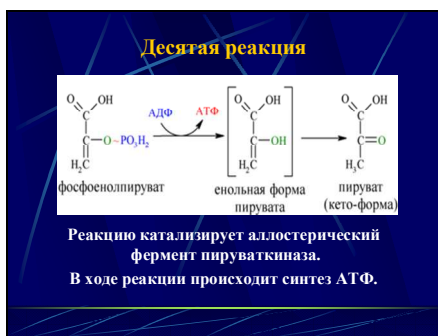 Десятая реакция
O OH O OH O OH
C C C
АДФ АТФ
C—O~PO₃H₂ C—OH C=O
H₂C H₂C H₃C
фосфоенолпируват
енольная форма
пирувата
пируват
(кето-форма)
Реакцию катализирует аллостерический
фермент пируваткиназа.
В ходе реакции происходит синтез АТФ.